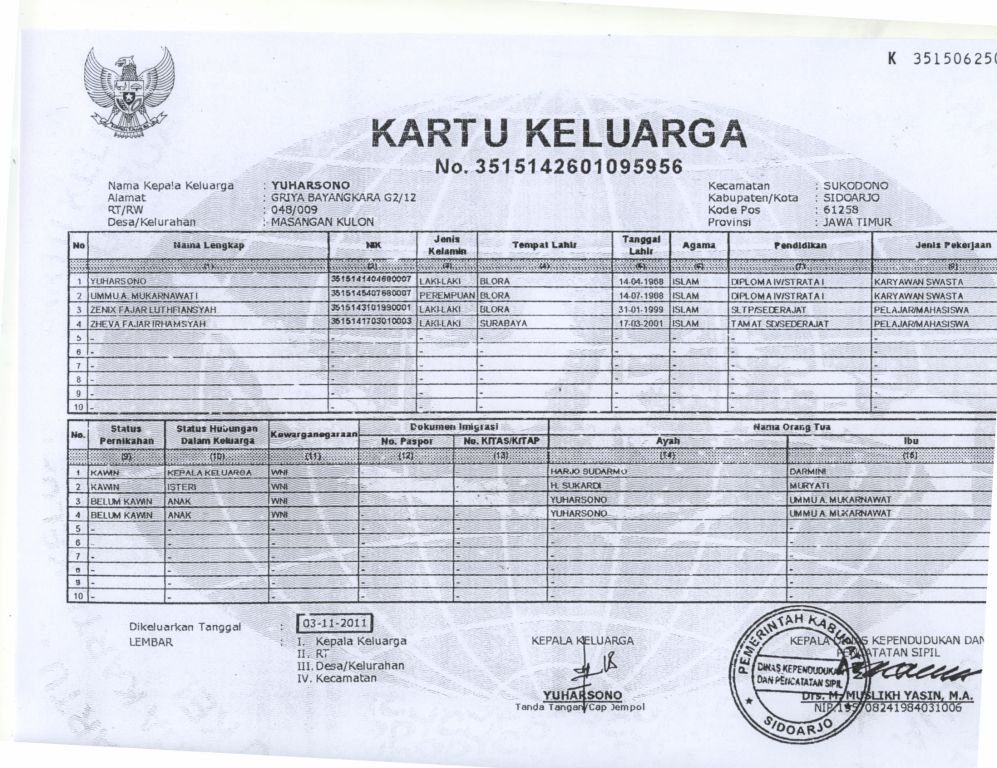 K 351506250
KARTU KELUARGA
No. 3515142601095956
Nama Kepala Keluarga : YUHARSONO
Alamat : GRIYA BAYANGKARA G2/12
RT/RW : 048/009
Desa/Kelurahan : MASANGAN KULON
Kecamatan : SUKODONO
Kabupaten/Kota : SIDOARJO
Kode Pos : 61258
Provinsi : JAWA TIMUR
No Nama Lengkap NIK Jenis Kelamin Tempat Lahir Tanggal Lahir Agama Pendidikan Jenis Pekerjaan
(1) (2) (3) (4) (5) (6) (7) (8)
1 YUHARSONO 3515141404680007 LAKI-LAKI BLORA 14-04-1968 ISLAM DIPLOMA IV/STRATA I KARYAWAN SWASTA
2 UMMU A. MUKARNAWATI 3515145407680007 PEREMPUAN BLORA 14-07-1968 ISLAM DIPLOMA IV/STRATA I KARYAWAN SWASTA
3 ZENIX FAJAR LUTHFIANSYAH 3515143101990001 LAKI-LAKI BLORA 31-01-1999 ISLAM SLTP/SEDERAJAT PELAJAR/MAHASISWA
4 ZHEVA FAJAR IRHAMSYAH 3515141703010003 LAKI-LAKI SURABAYA 17-03-2001 ISLAM TAMAT SD/SEDERAJAT PELAJAR/MAHASISWA
5 - - - - - - - -
6 - - - - - - - -
7 - - - - - - - -
8 - - - - - - - -
9 - - - - - - - -
10 - - - - - - - -
No. Status Pernikahan Status Hubungan Dalam Keluarga Kewarganegaraan Dokumen Imigrasi Nama Orang Tua
No. Paspor No. KITAS/KITAP Ayah Ibu
(9) (10) (11) (12) (13) (14) (15)
1 KAWIN KEPALA KELUARGA WNI - - HARJO SUDARMO DARMINI
2 KAWIN ISTERI WNI - - H. SUKARDI MURYATI
3 BELUM KAWIN ANAK WNI - - YUHARSONO UMMU A. MUKARNAWAT
4 BELUM KAWIN ANAK WNI - - YUHARSONO UMMU A. MUKARNAWAT
5 - - - - - - -
6 - - - - - - -
7 - - - - - - -
8 - - - - - - -
9 - - - - - - -
10 - - - - - - -
Dikeluarkan Tanggal : 03-11-2011
LEMBAR : I. Kepala Keluarga
II. RT
III. Desa/Kelurahan
IV. Kecamatan
KEPALA KELUARGA
YUHARSONO
Tanda Tangan/Cap Jempol
KEPALA DINAS KEPENDUDUKAN DAN
PENCATATAN SIPIL
PEMERINTAH KABU
DINAS KEPENDUDUKAN
DAN PENCATATAN SIPIL
SIDOARJO
Drs. M. MUSLIKH YASIN, M.A.
NIP.195708241984031006